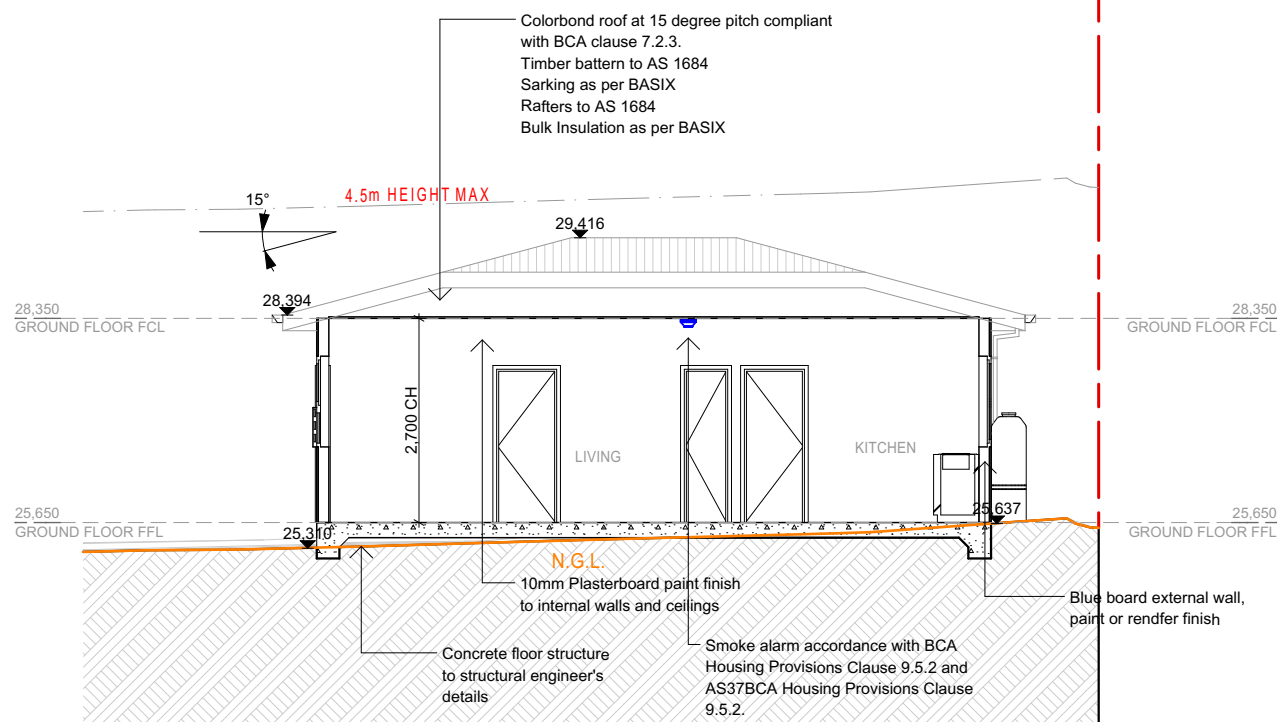 Colorbond roof at 15 degree pitch compliant
with BCA clause 7.2.3.
Timber battern to AS 1684
Sarking as per BASIX
Rafters to AS 1684
Bulk Insulation as per BASIX
15°
4.5m HEIGHT MAX
29,416
28,394
28,350
GROUND FLOOR FCL
28,350
GROUND FLOOR FCL
2,700 CH
LIVING
KITCHEN
25,650
GROUND FLOOR FFL
25,310
25,637
25,650
GROUND FLOOR FFL
N.G.L.
10mm Plasterboard paint finish
to internal walls and ceilings
Blue board external wall,
paint or rendfer finish
Concrete floor structure
to structural engineer's
details
Smoke alarm accordance with BCA
Housing Provisions Clause 9.5.2 and
AS37BCA Housing Provisions Clause
9.5.2.